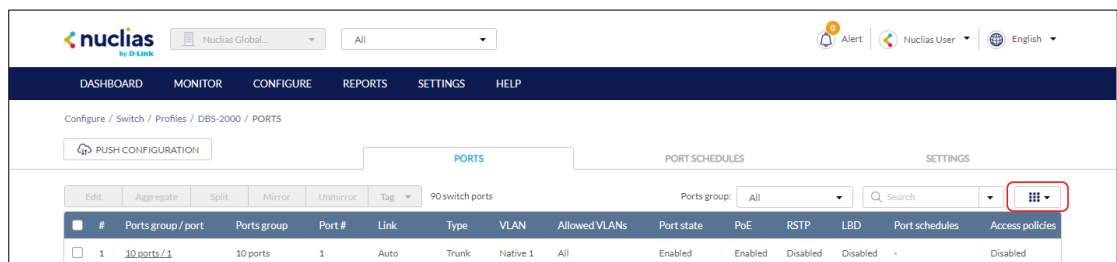 nuclias
by D-Link
Nuclias Global...
All
0
Alert
Nuclias User
English
DASHBOARD MONITOR CONFIGURE REPORTS SETTINGS HELP
Configure / Switch / Profiles / DBS-2000 / PORTS
PUSH CONFIGURATION
PORTS PORT SCHEDULES SETTINGS
Edit Aggregate Split Mirror Unmirror Tag 90 switch ports Ports group: All Search
# Ports group / port Ports group Port # Link Type VLAN Allowed VLANs Port state PoE RSTP LBD Port schedules Access policies
1 10 ports / 1 10 ports 1 Auto Trunk Native 1 All Enabled Enabled Disabled Disabled - Disabled